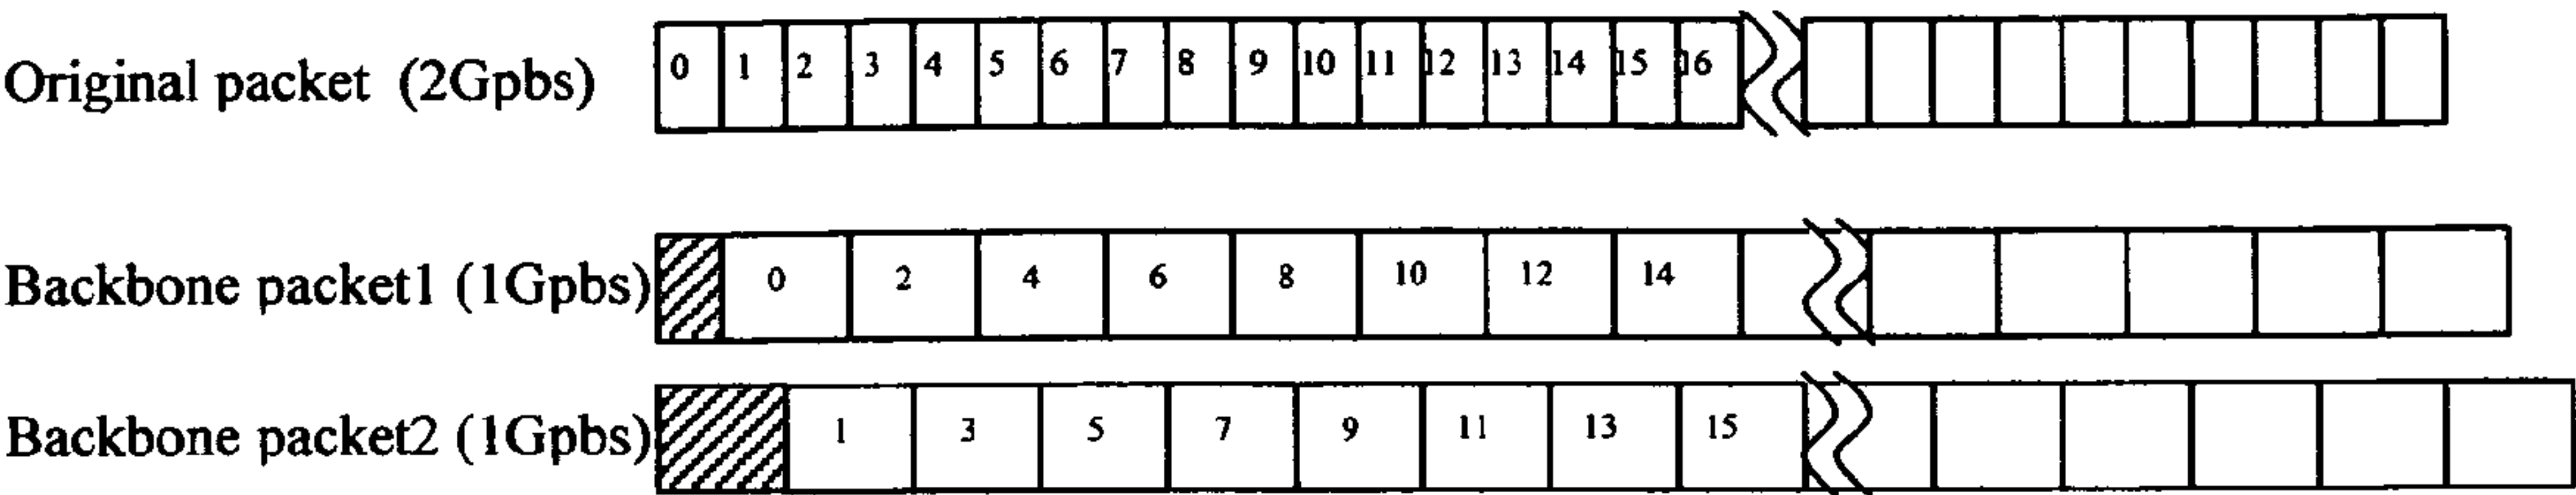 Original packet (2Gpbs) 0 1 2 3 4 5 6 7 8 9 10 11 12 13 14 15 16
Backbone packet1 (1Gpbs) 0 2 4 6 8 10 12 14
Backbone packet2 (1Gpbs) 1 3 5 7 9 11 13 15